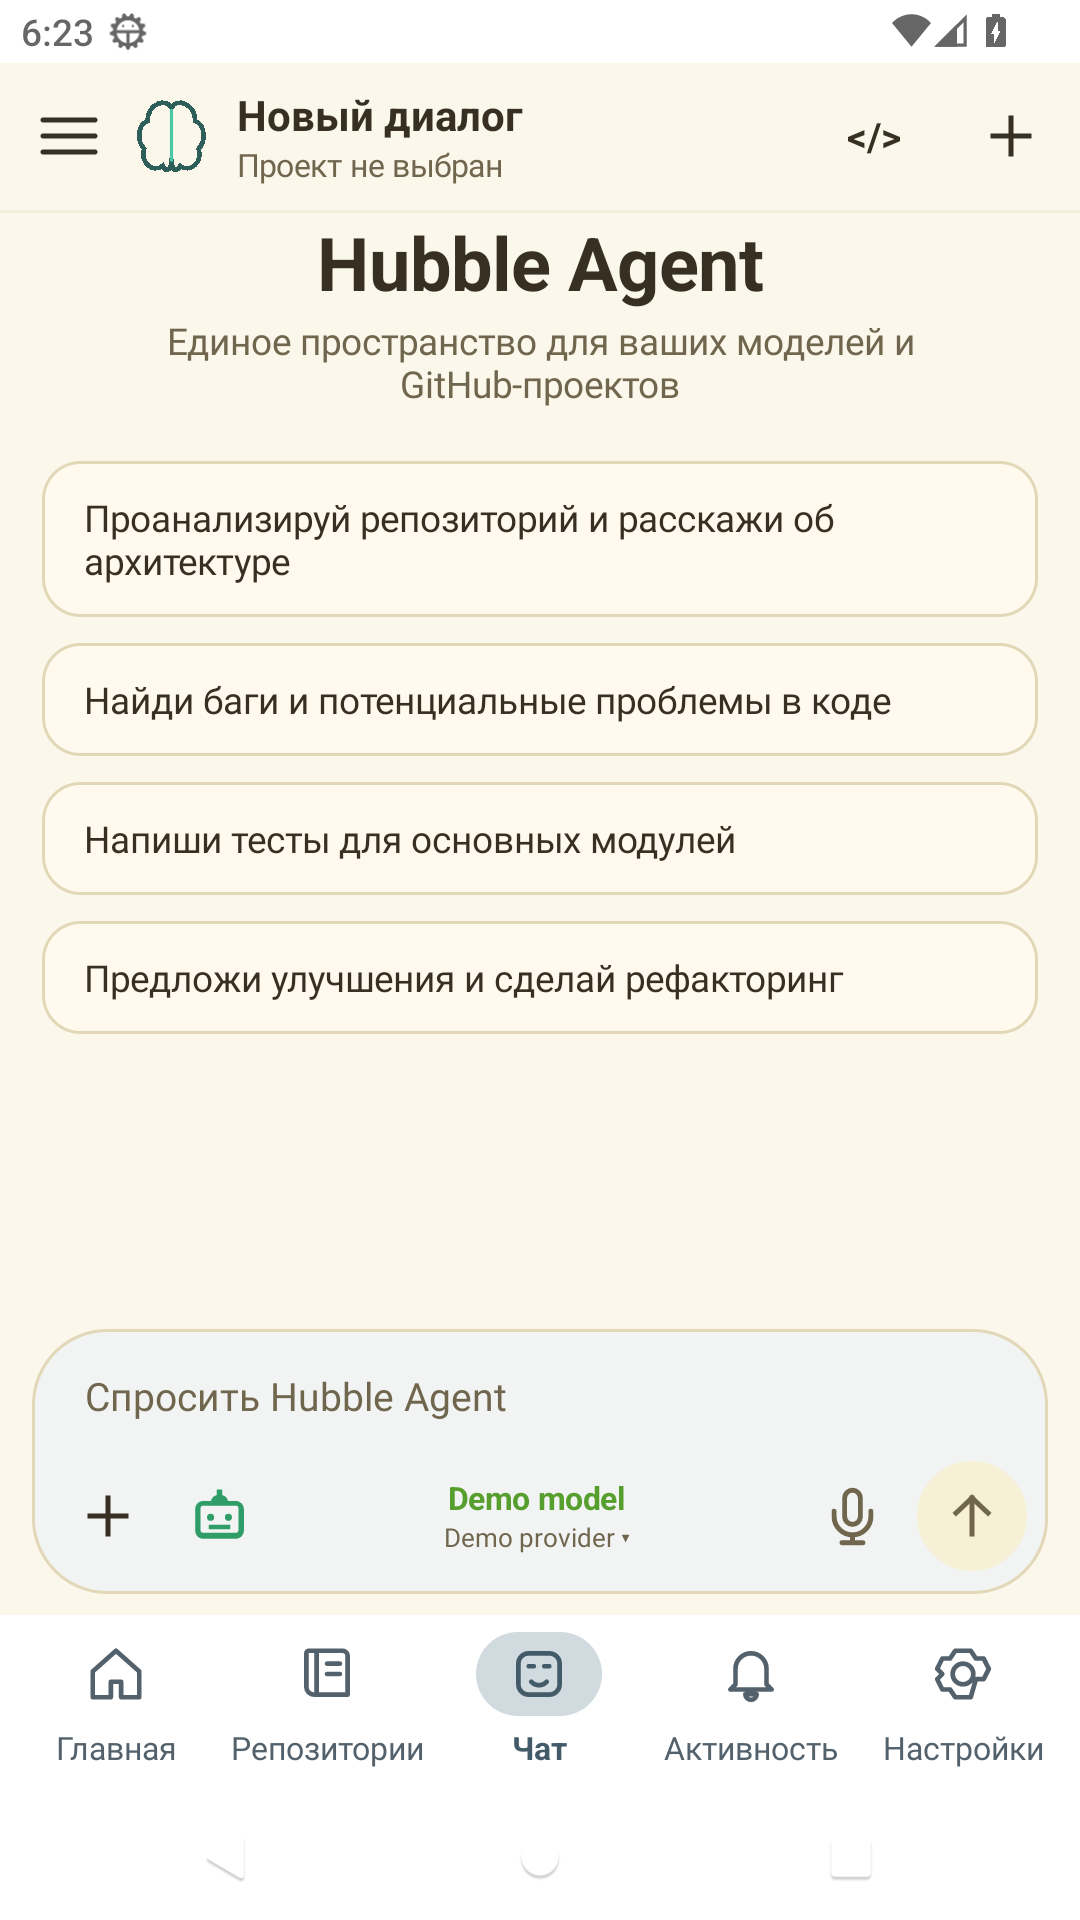 6:23
Новый диалог
Проект не выбран
</>
Hubble Agent
Единое пространство для ваших моделей и
GitHub-проектов
Проанализируй репозиторий и расскажи об
архитектуре
Найди баги и потенциальные проблемы в коде
Напиши тесты для основных модулей
Предложи улучшения и сделай рефакторинг
Спросить Hubble Agent
Demo model
Demo provider ▾
Главная
Репозитории
Чат
Активность
Настройки